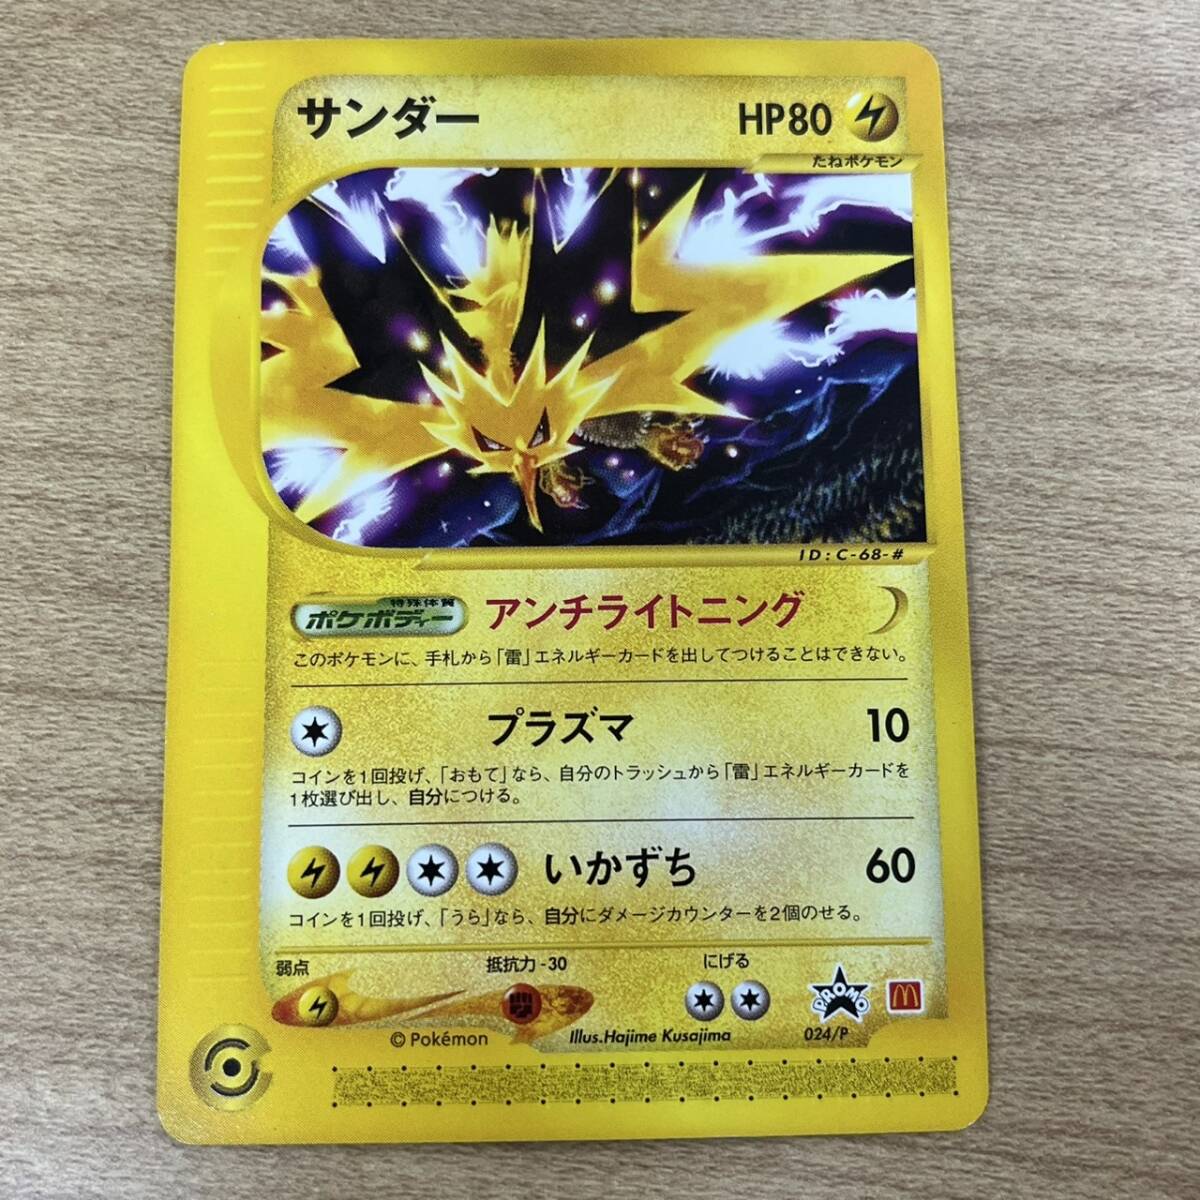 サンダー
HP80
たねポケモン
ID:C-68-#
特殊体質
ポケボディー
アンチライトニング
このポケモンに、手札から「雷」エネルギーカードを出してつけることはできない。
プラズマ
10
コインを1回投げ、「おもて」なら、自分のトラッシュから「雷」エネルギーカードを
1枚選び出し、自分につける。
いかずち
60
コインを1回投げ、「うら」なら、自分にダメージカウンターを2個のせる。
弱点
抵抗力-30
にげる
PROMO
©Pokémon
Illus.Hajime Kusajima
024/P